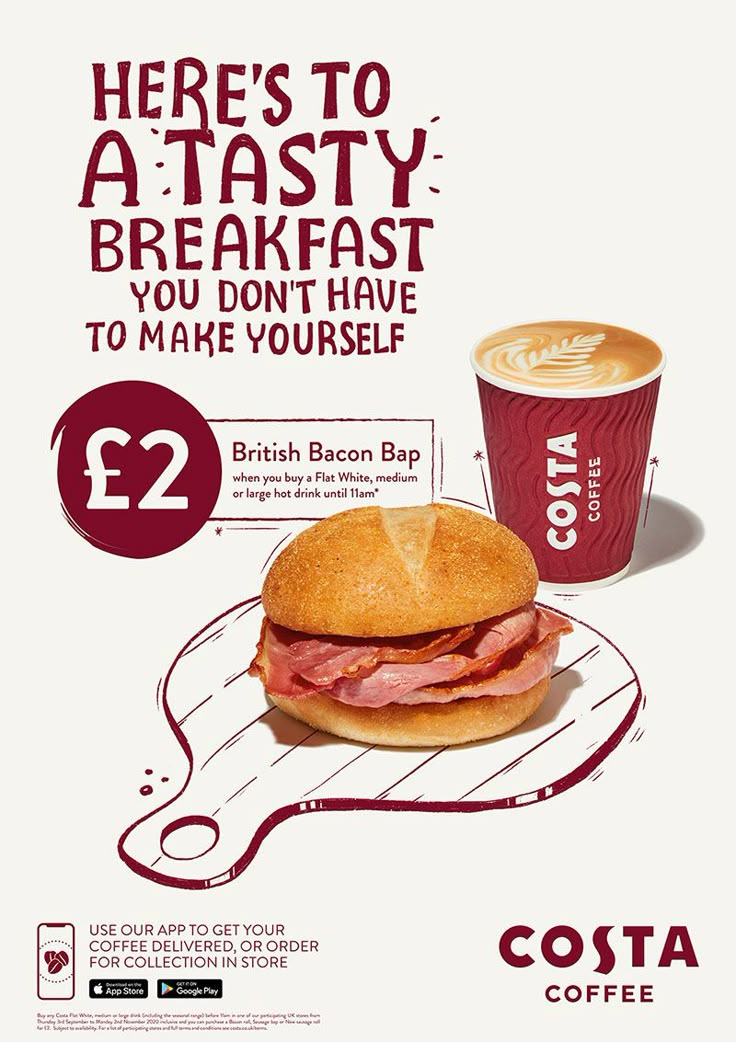 HERE'S TO
A TASTY
BREAKFAST
YOU DON'T HAVE
TO MAKE YOURSELF
£2
British Bacon Bap
when you buy a Flat White, medium
or large hot drink until 11am*
COSTA
COFFEE
USE OUR APP TO GET YOUR
COFFEE DELIVERED, OR ORDER
FOR COLLECTION IN STORE
Download on the
App Store
GET IT ON
Google Play
COSTA
COFFEE
Buy any Costa Flat White, medium or large drink (including the seasonal range) before 11am in one of our participating UK stores from
Thursday 3rd September to Monday 2nd November 2020 inclusive and you can purchase a Bacon roll, Sausage bap or New sausage roll
for £2. Subject to availability. For a list of participating stores and full terms and conditions see costa.co.uk/terms.